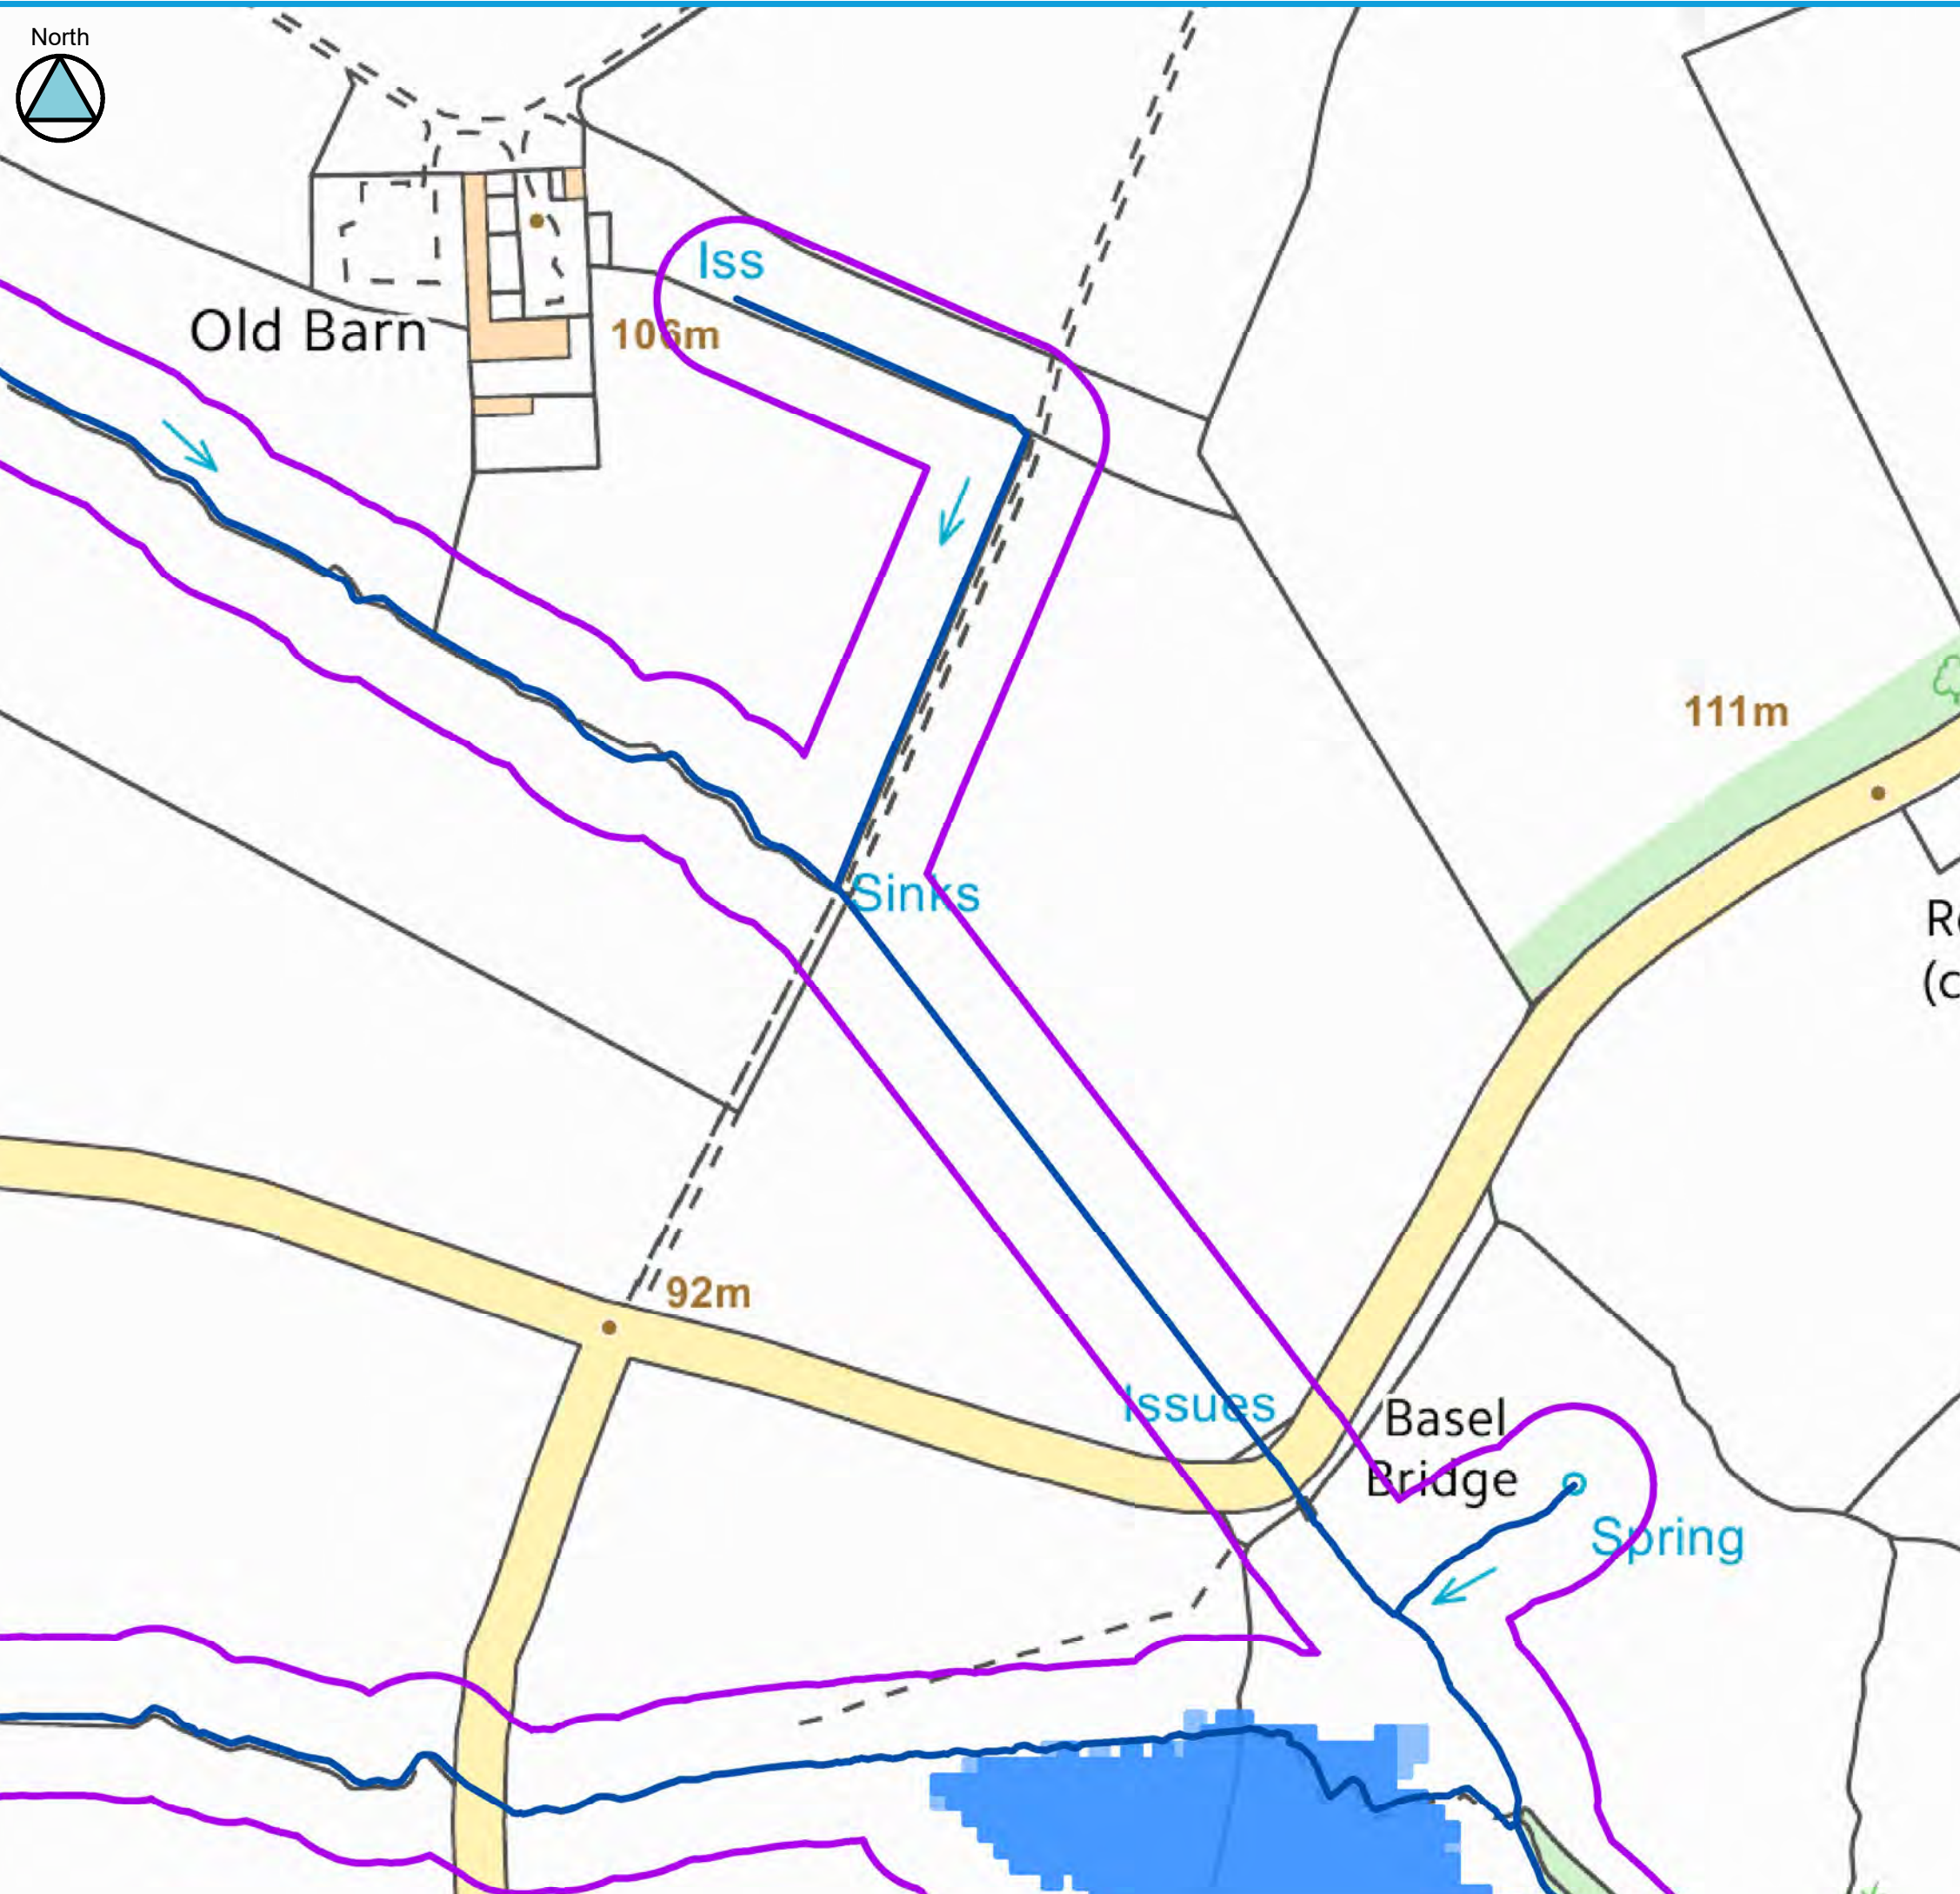 North
Iss
Old Barn
106m
111m
Sinks
92m
Issues
Basel
Bridge
Spring